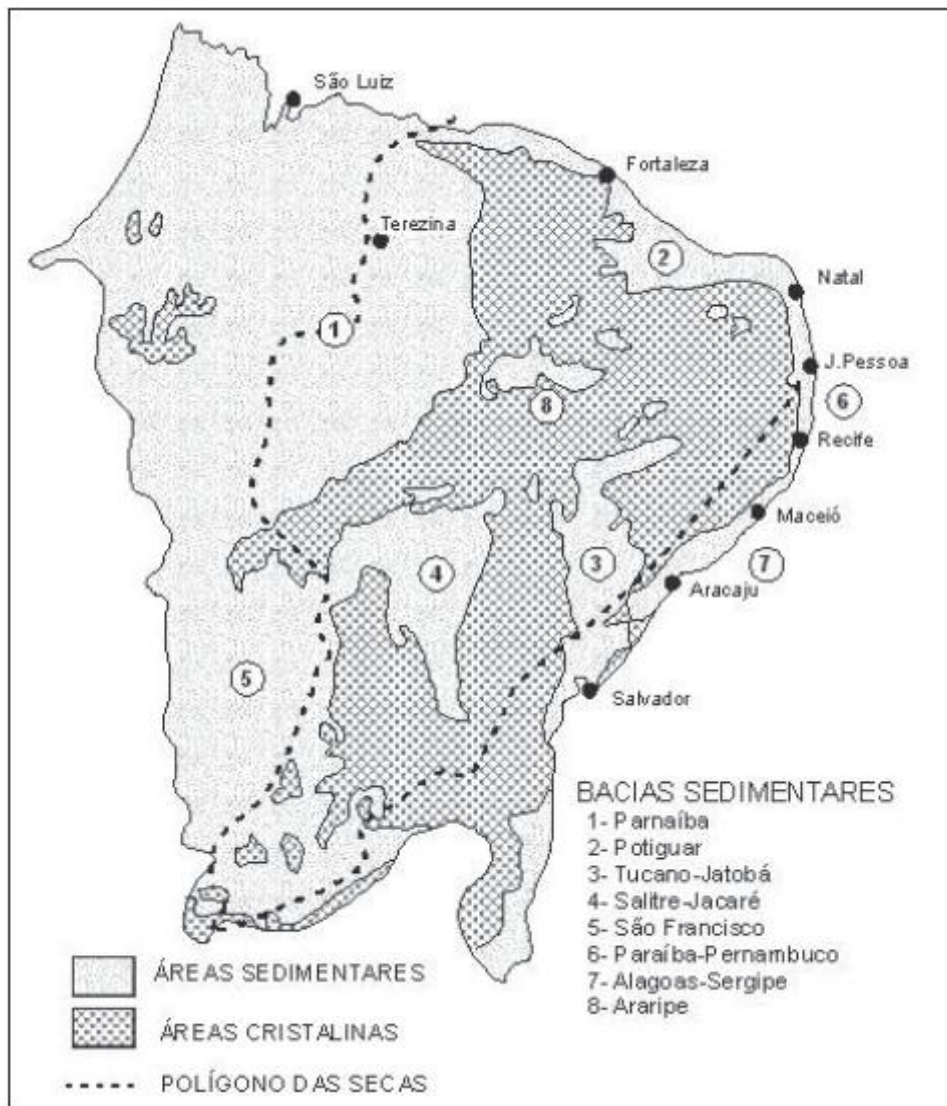 São Luiz
Fortaleza
Terezina
2
Natal
1
J.Pessoa
8
6
Recife
Maceió
3
7
4
Aracaju
5
Salvador
BACIAS SEDIMENTARES
1- Parnaíba
2- Potiguar
3- Tucano-Jatobá
4- Salitre-Jacaré
5- São Francisco
6- Paraíba-Pernambuco
7- Alagoas-Sergipe
8- Araripe
ÁREAS SEDIMENTARES
ÁREAS CRISTALINAS
POLÍGONO DAS SECAS